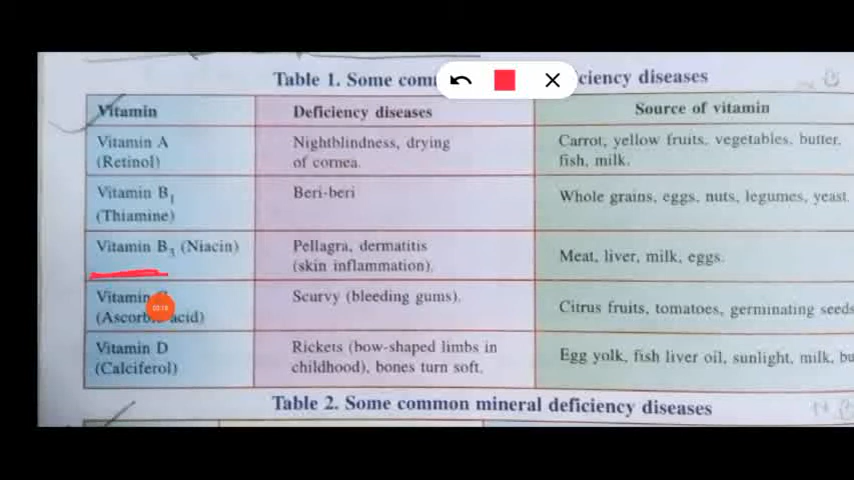 Table 1. Some com ciency diseases
Vitamin Deficiency diseases Source of vitamin
Vitamin A Nightblindness, drying Carrot, yellow fruits, vegetables, butter,
(Retinol) of cornea. fish, milk.
Vitamin B1 Beri-beri Whole grains, eggs, nuts, legumes, yeast.
(Thiamine)
Vitamin B3 (Niacin) Pellagra, dermatitis Meat, liver, milk, eggs.
(skin inflammation).
Vitamin Scurvy (bleeding gums). Citrus fruits, tomatoes, germinating seeds
acid)
Vitamin D Rickets (bow-shaped limbs in Egg yolk, fish liver oil, sunlight, milk, bu
(Calciferol) childhood), bones turn soft.
Table 2. Some common mineral deficiency diseases